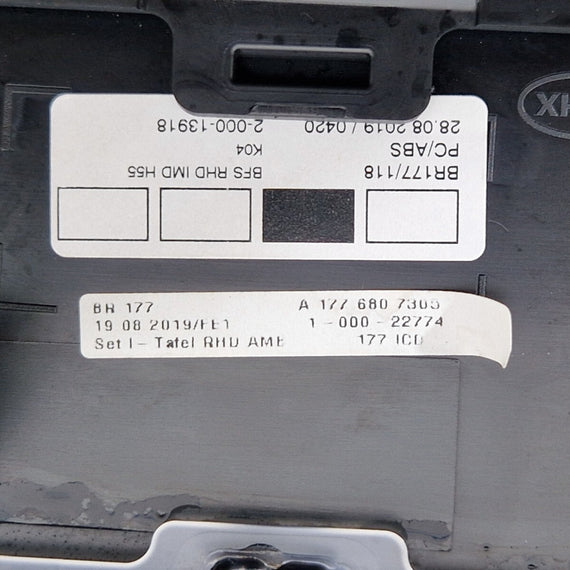 BR177/118
PC/ABS
28.08.2019 / 0420
BFS RHD IMD H55
K04
2-000-13918
BR 177 A 177 680 7305
19 08 2019/FE1 1-000-22774
Set I-Tafel RHD AMB 177 ICD